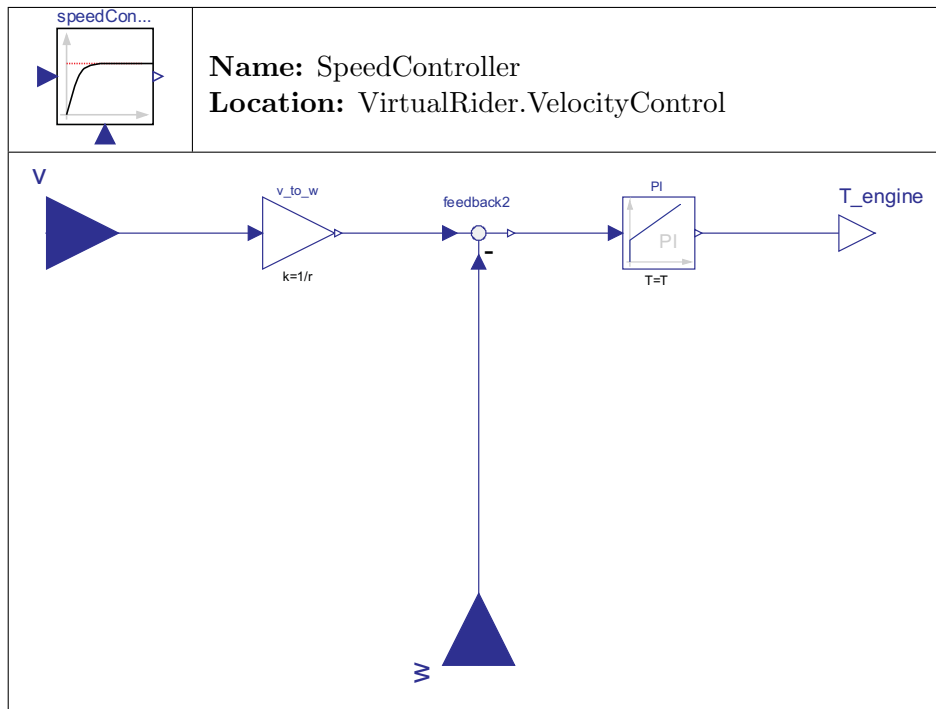 speedCon...
Name: SpeedController
Location: VirtualRider.VelocityControl
v
v_to_w
k=1/r
feedback2
-
PI
PI
T=T
T_engine
w